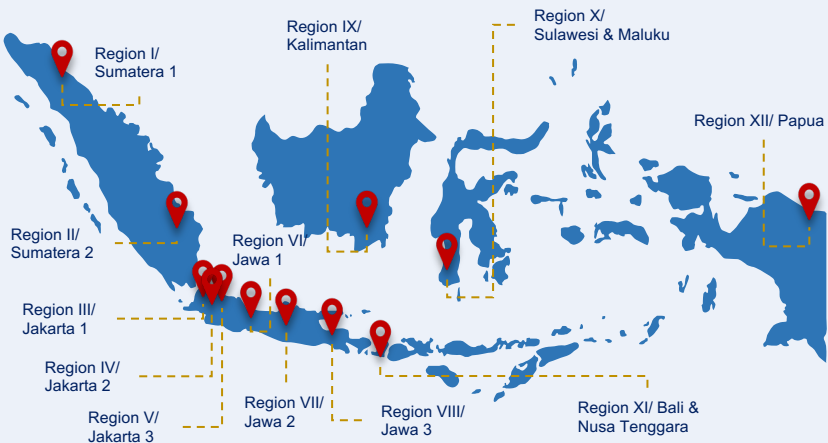 Region I/
Sumatera 1
Region IX/
Kalimantan
Region X/
Sulawesi & Maluku
Region XII/ Papua
Region II/
Sumatera 2
Region VI/
Jawa 1
Region III/
Jakarta 1
Region IV/
Jakarta 2
Region V/
Jakarta 3
Region VII/
Jawa 2
Region VIII/
Jawa 3
Region XI/ Bali &
Nusa Tenggara